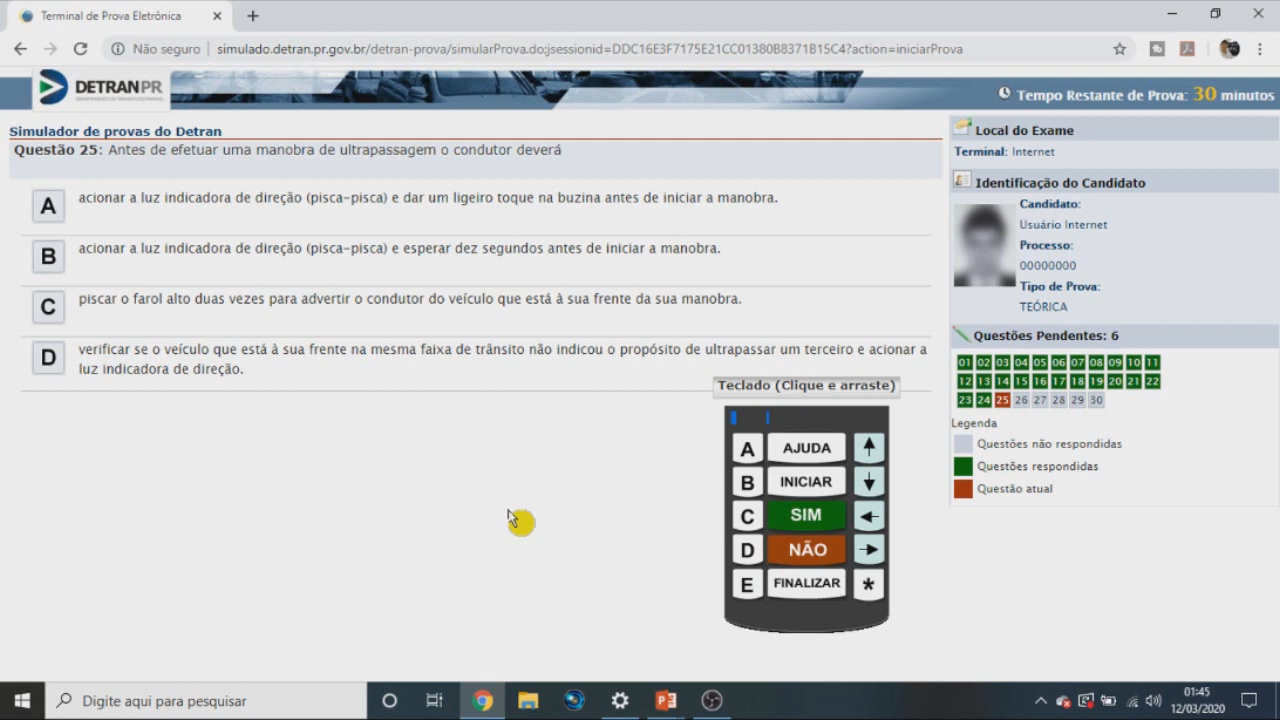 Terminal de Prova Eletrônica
Não seguro | simulado.detran.pr.gov.br/detran-prova/simularProva.do;jsessionid=DDC16E3F7175E21CC01380B8371B15C4?action=iniciarProva
DETRANPR
DEPARTAMENTO DE TRÂNSITO DO PARANÁ
Tempo Restante de Prova: 30 minutos
Simulador de provas do Detran
Questão 25: Antes de efetuar uma manobra de ultrapassagem o condutor deverá
A acionar a luz indicadora de direção (pisca-pisca) e dar um ligeiro toque na buzina antes de iniciar a manobra.
B acionar a luz indicadora de direção (pisca-pisca) e esperar dez segundos antes de iniciar a manobra.
C piscar o farol alto duas vezes para advertir o condutor do veículo que está à sua frente da sua manobra.
D verificar se o veículo que está à sua frente na mesma faixa de trânsito não indicou o propósito de ultrapassar um terceiro e acionar a
luz indicadora de direção.
Teclado (Clique e arraste)
A AJUDA
B INICIAR
C SIM
D NÃO
E FINALIZAR *
Local do Exame
Terminal: Internet
Identificação do Candidato
Candidato:
Usuário Internet
Processo:
00000000
Tipo de Prova:
TEÓRICA
Questões Pendentes: 6
01 02 03 04 05 06 07 08 09 10 11
12 13 14 15 16 17 18 19 20 21 22
23 24 25 26 27 28 29 30
Legenda
Questões não respondidas
Questões respondidas
Questão atual
Digite aqui para pesquisar
01:45
12/03/2020